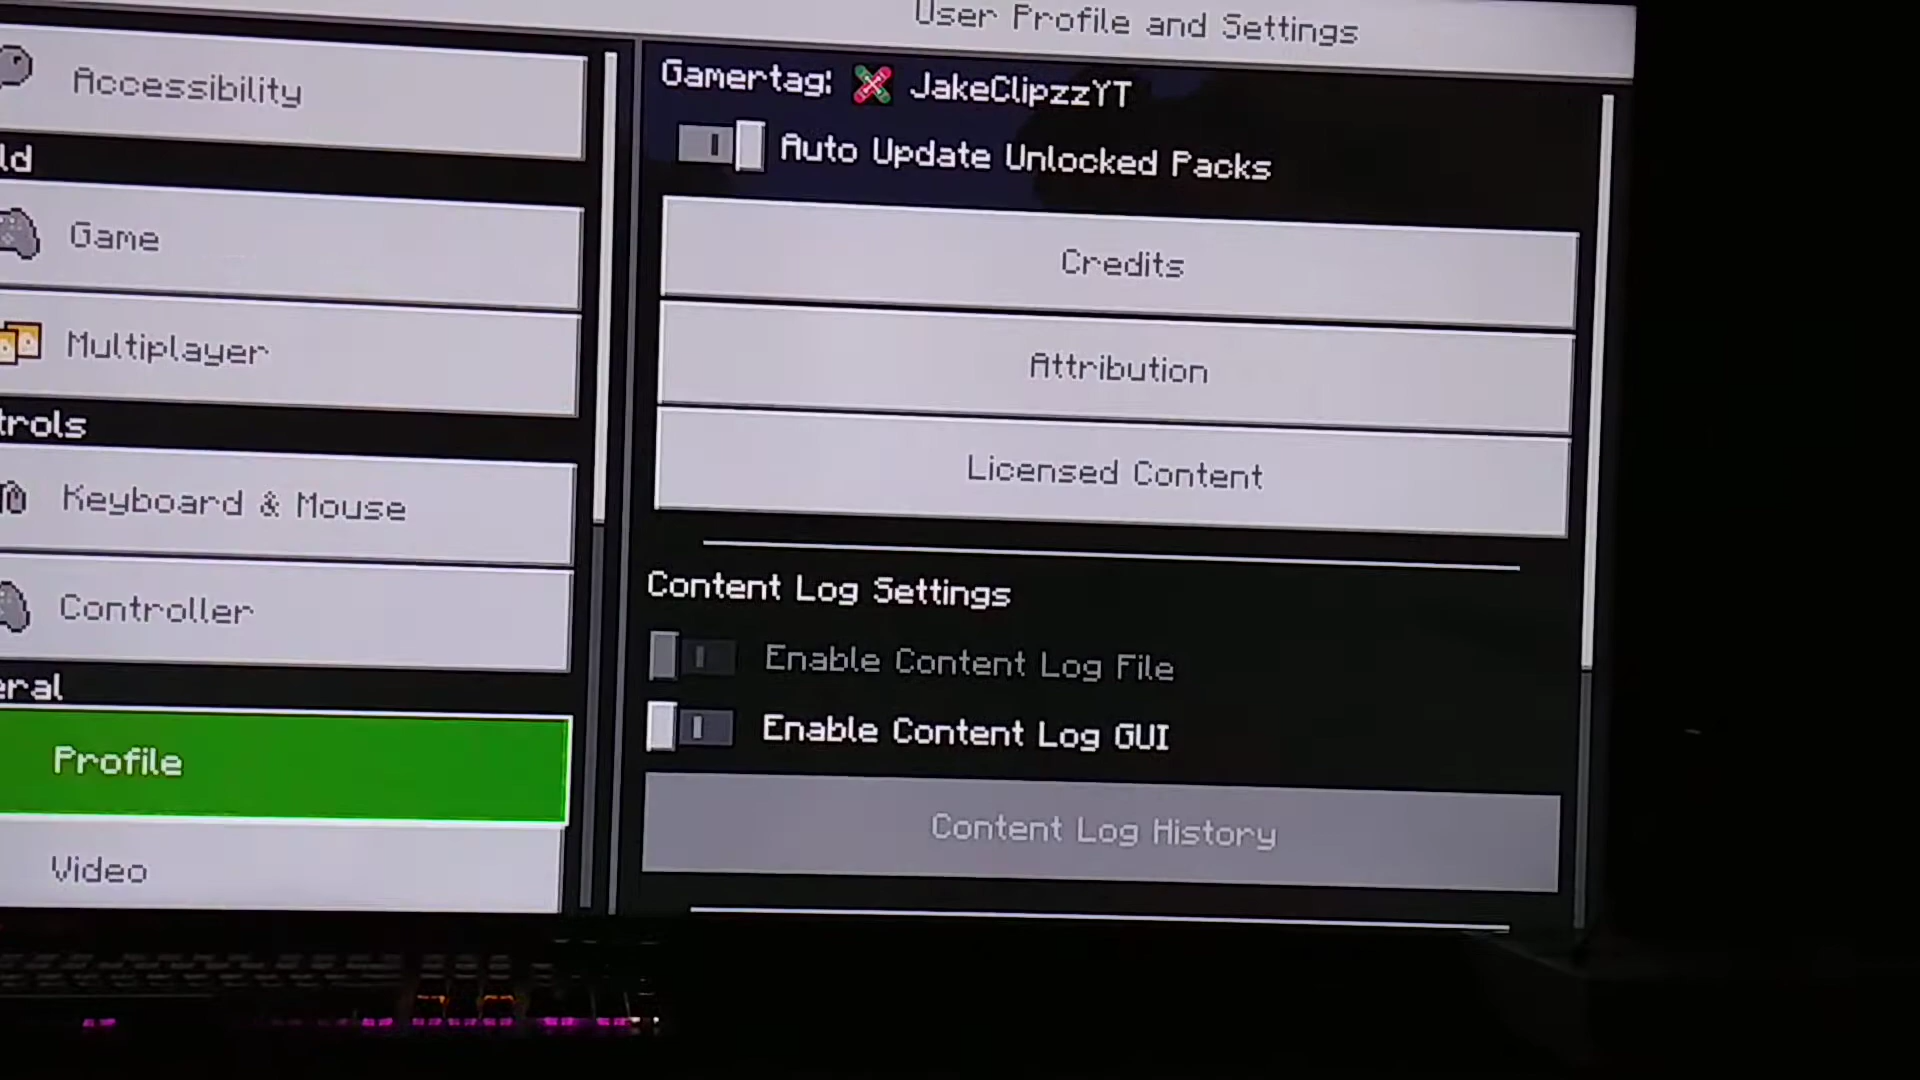 User Profile and Settings
Accessibility
ld
Game
Multiplayer
trols
Keyboard & Mouse
Controller
eral
Profile
Video
Gamertag: JakeClipzzYT
Auto Update Unlocked Packs
Credits
Attribution
Licensed Content
Content Log Settings
Enable Content Log File
Enable Content Log GUI
Content Log History